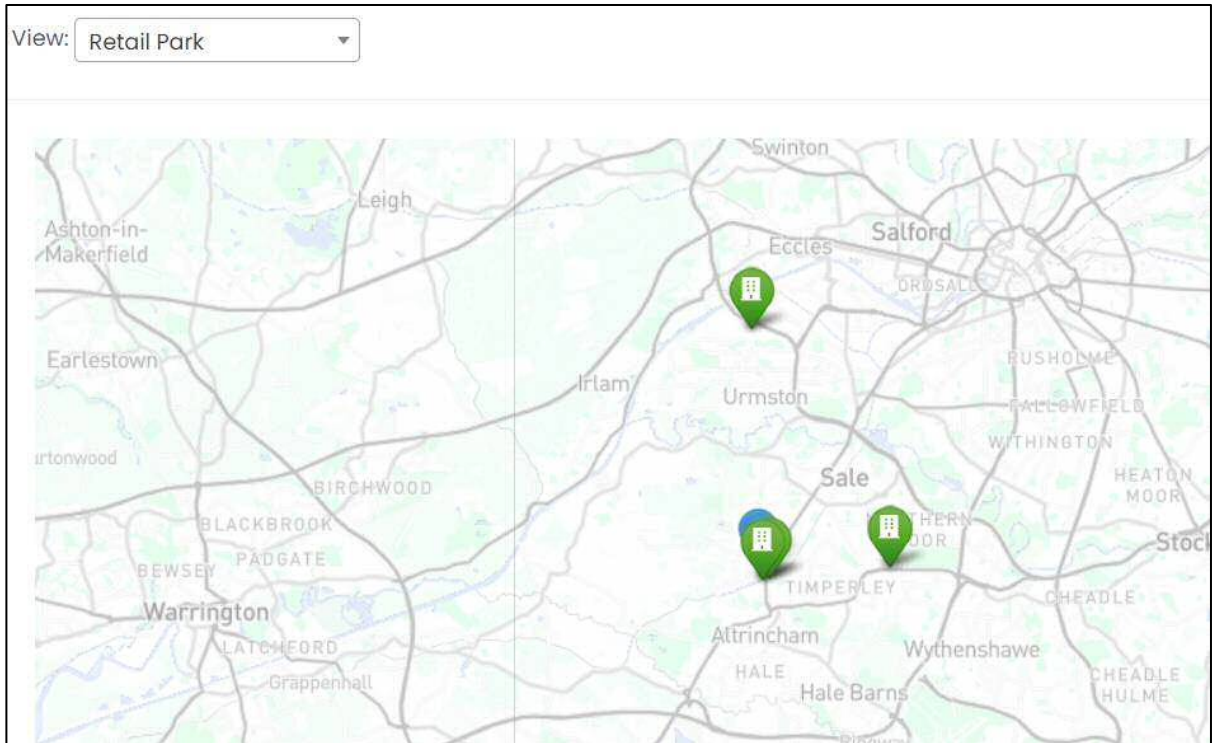 View: Retail Park
Swinton
Leigh
Ashton-in-
Makerfield
Salford
Eccles
ORDSALL
Earlestown
RUSHOLME
Irlam
Urmston
FALLOWFIELD
WITHINGTON
Sale
HEATON
MOOR
BIRCHWOOD
BLACKBROOK
PADGATE
BEWSEY
TIMPERLEY
CHEADLE
Warrington
Altrincham
LATCHFORD
Wythenshawe
HALE
Grappenhall
Hale Barns
CHEADLE
HULME